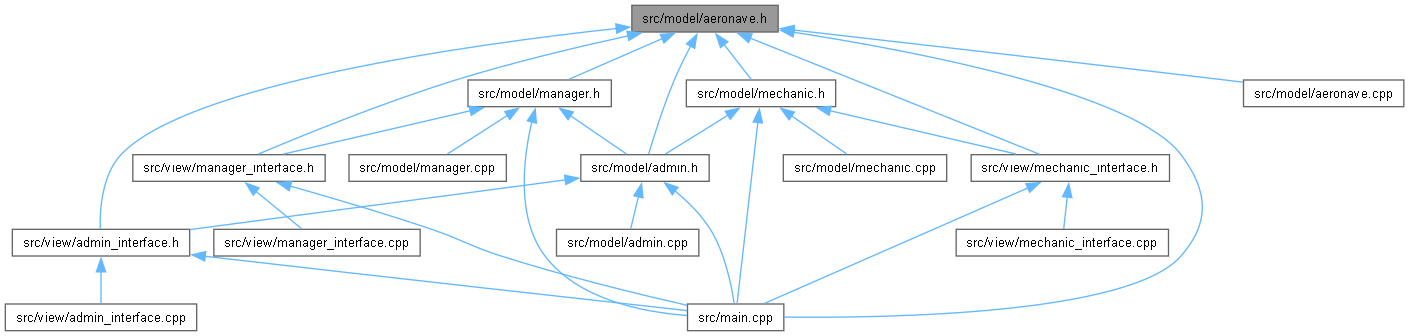 src/model/aeronave.h
src/model/manager.h
src/model/mechanic.h
src/model/aeronave.cpp
src/view/manager_interface.h
src/model/manager.cpp
src/model/admin.h
src/model/mechanic.cpp
src/view/mechanic_interface.h
src/view/admin_interface.h
src/view/manager_interface.cpp
src/model/admin.cpp
src/view/mechanic_interface.cpp
src/view/admin_interface.cpp
src/main.cpp